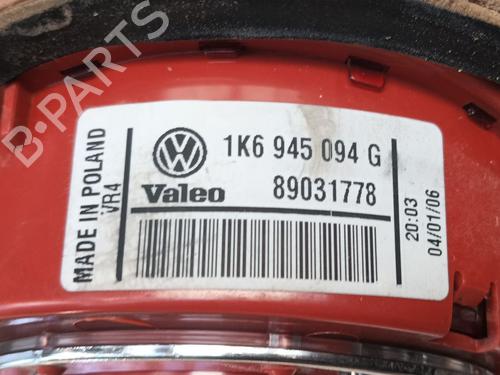 B-PARTS
MADE IN POLAND
VR4
1K6 945 094 G
Valeo
89031778
20:03
04/01/06